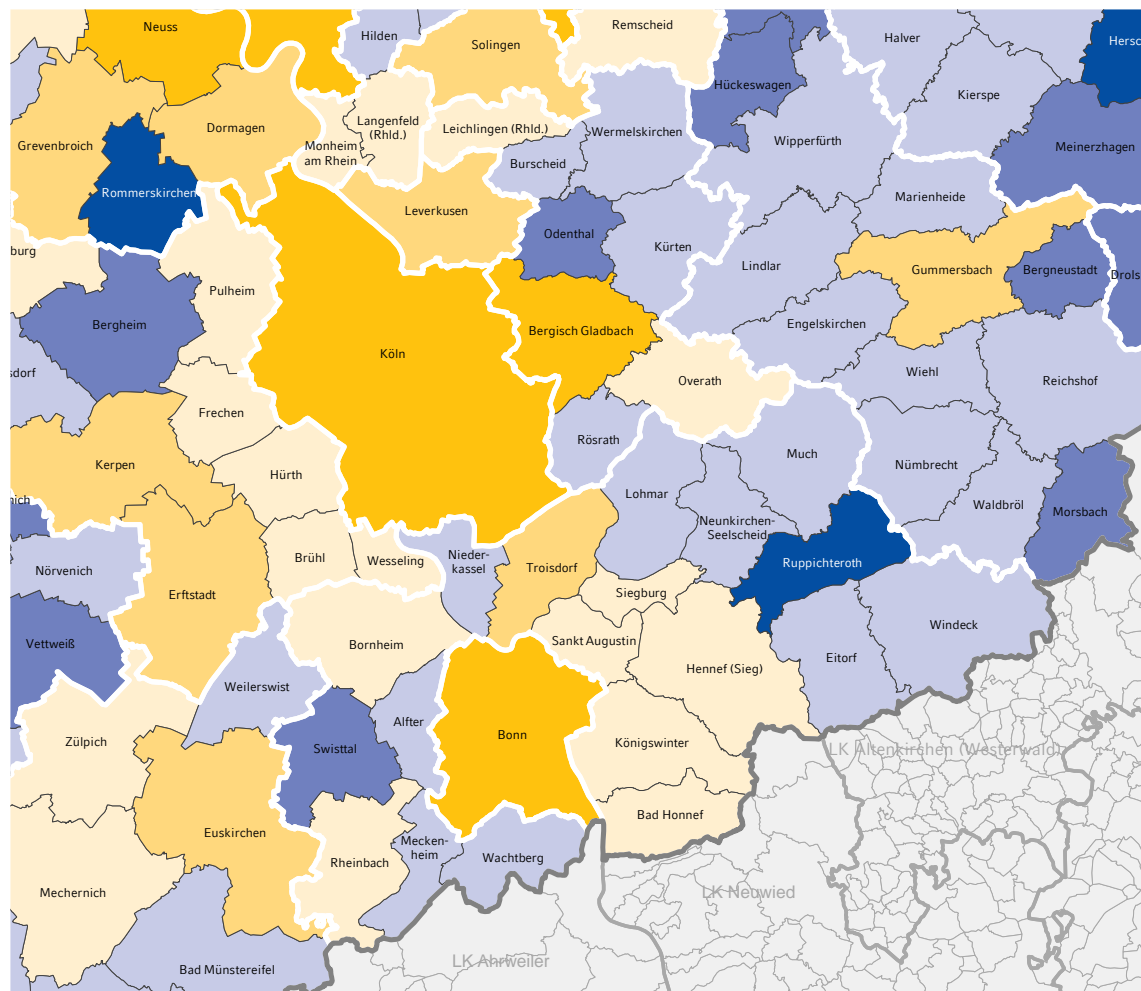 Neuss
Hilden
Solingen
Remscheid
Halver
Hersc
Hückeswagen
Kierspe
Langenfeld
(Rhld.)
Leichlingen (Rhld.)
Wermelskirchen
Dormagen
Grevenbroich
Monheim
am Rhein
Burscheid
Wipperfürth
Meinerzhagen
Rommerskirchen
Marienheide
Leverkusen
Odenthal
Kürten
burg
Lindlar
Gummersbach
Bergneustadt
Drols
Pulheim
Bergheim
Köln
Bergisch Gladbach
Engelskirchen
sdorf
Overath
Wiehl
Reichshof
Frechen
Rösrath
Much
Kerpen
Hürth
Nümbrecht
Lohmar
nich
Waldbröl
Morsbach
Neunkirchen-
Seelscheid
Nörvenich
Brühl
Wesseling
Nieder-
kassel
Troisdorf
Ruppichteroth
Erftstadt
Siegburg
Windeck
Vettweiß
Bornheim
Sankt Augustin
Hennef (Sieg)
Eitorf
Weilerswist
Alfter
Zülpich
Swisttal
Bonn
Königswinter
LK Altenkirchen (Westerwald)
Bad Honnef
Euskirchen
Rheinbach
Mecken-
heim
Wachtberg
Mechernich
LK Neuwied
LK Ahrweiler
Bad Münstereifel